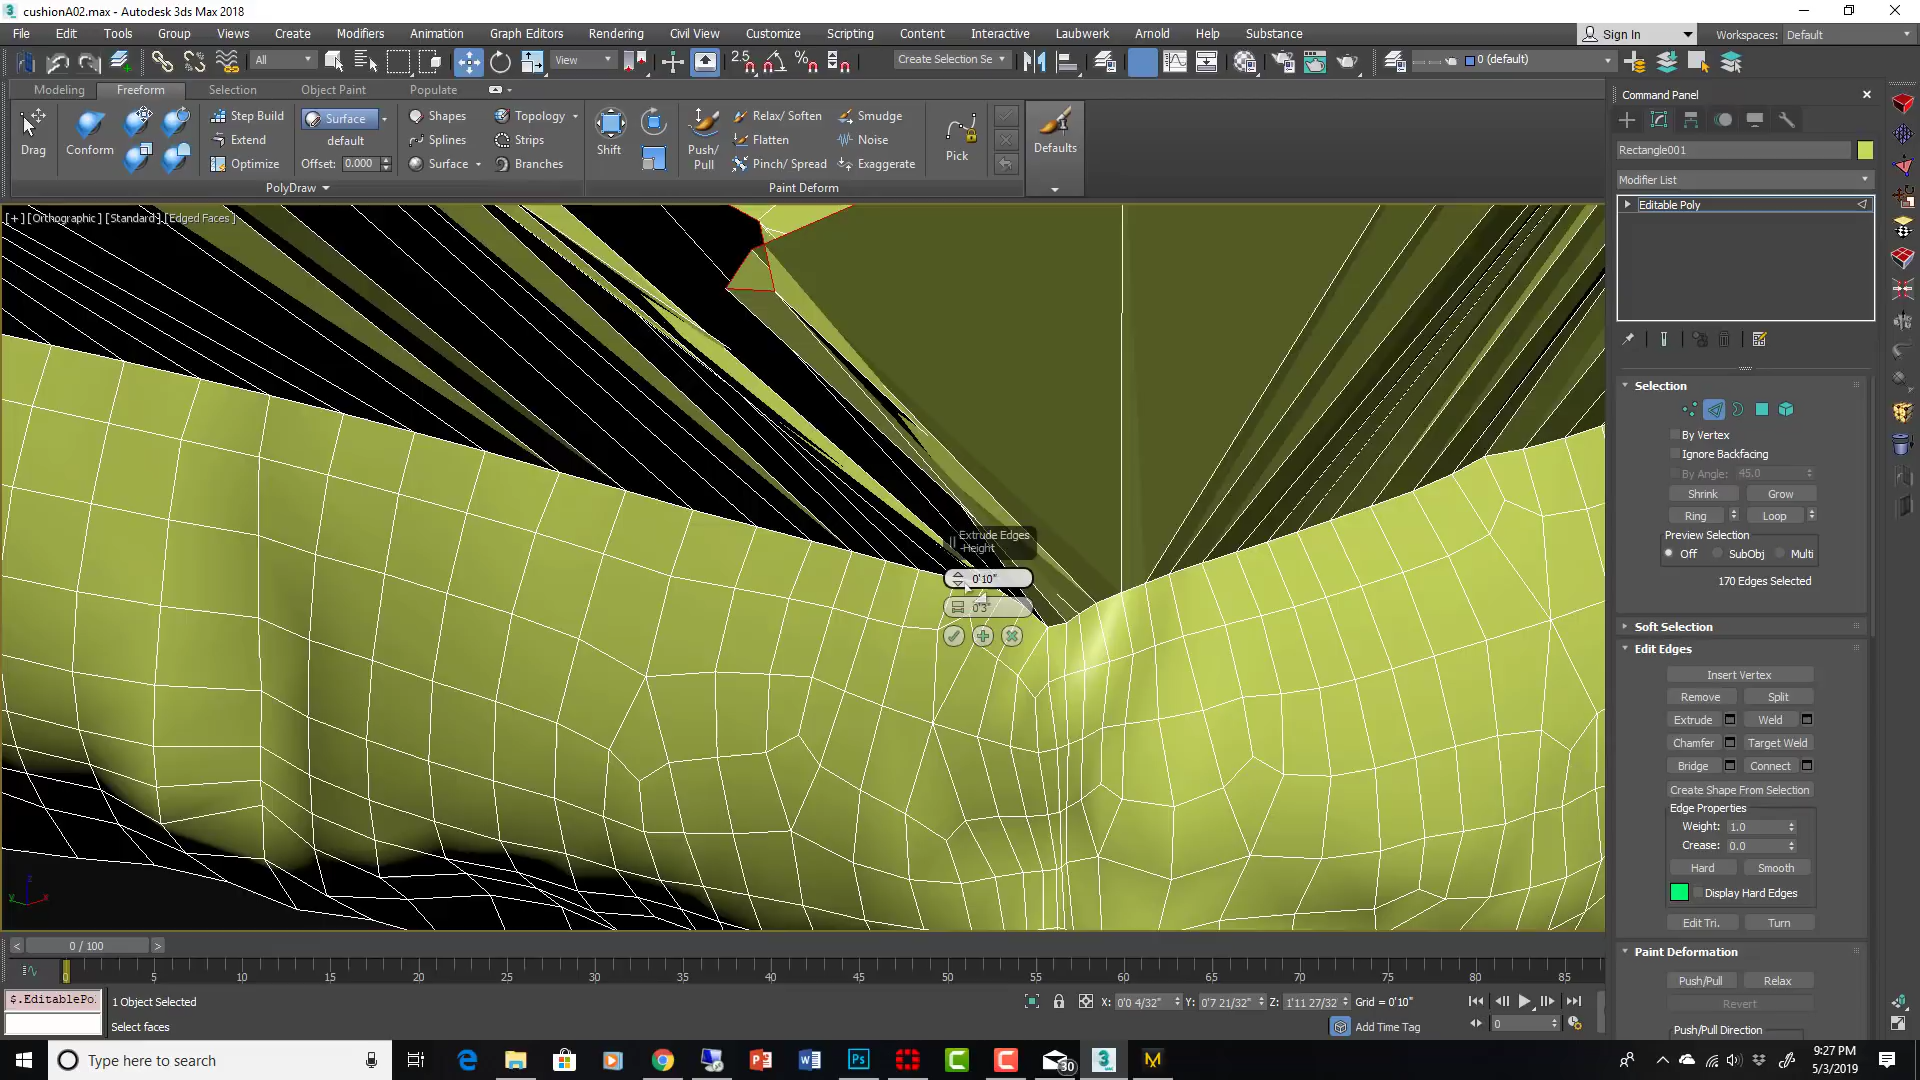 cushionA02.max - Autodesk 3ds Max 2018
File Edit Tools Group Views Create Modifiers Animation Graph Editors Rendering Civil View Customize Scripting Content Interactive Laubwerk Arnold Help Substance Sign In Workspaces: Default
All View 2.5 Create Selection Se 0 (default)
Modeling Freeform Selection Object Paint Populate
Drag Conform Step Build Extend Optimize Surface default Offset: 0.000 Shapes Splines Surface Topology Strips Branches
Shift Push/ Pull Relax/ Soften Flatten Pinch/ Spread Smudge Noise Exaggerate Pick Defaults
PolyDraw Paint Deform
[+] [Orthographic] [Standard] [Edged Faces]
Extrude Edges
-Height
0'10"
0'3"
Command Panel
Rectangle001
Modifier List
Editable Poly
Selection
By Vertex
Ignore Backfacing
By Angle: 45.0
Shrink Grow
Ring Loop
Preview Selection
Off SubObj Multi
170 Edges Selected
Soft Selection
Edit Edges
Insert Vertex
Remove Split
Extrude Weld
Chamfer Target Weld
Bridge Connect
Create Shape From Selection
Edge Properties
Weight: 1.0
Crease: 0.0
Hard Smooth
Display Hard Edges
Edit Tri. Turn
Paint Deformation
Push/Pull Relax
Revert
Push/Pull Direction
0 / 100
0 5 10 15 20 25 30 35 40 45 50 55 60 65 70 75 80 85
$.EditablePo 1 Object Selected X: 0'0 4/32" Y: 0'7 21/32" Z: 1'11 27/32" Grid = 0'10"
Select faces Add Time Tag 0
Type here to search 30 9:27 PM
5/3/2019